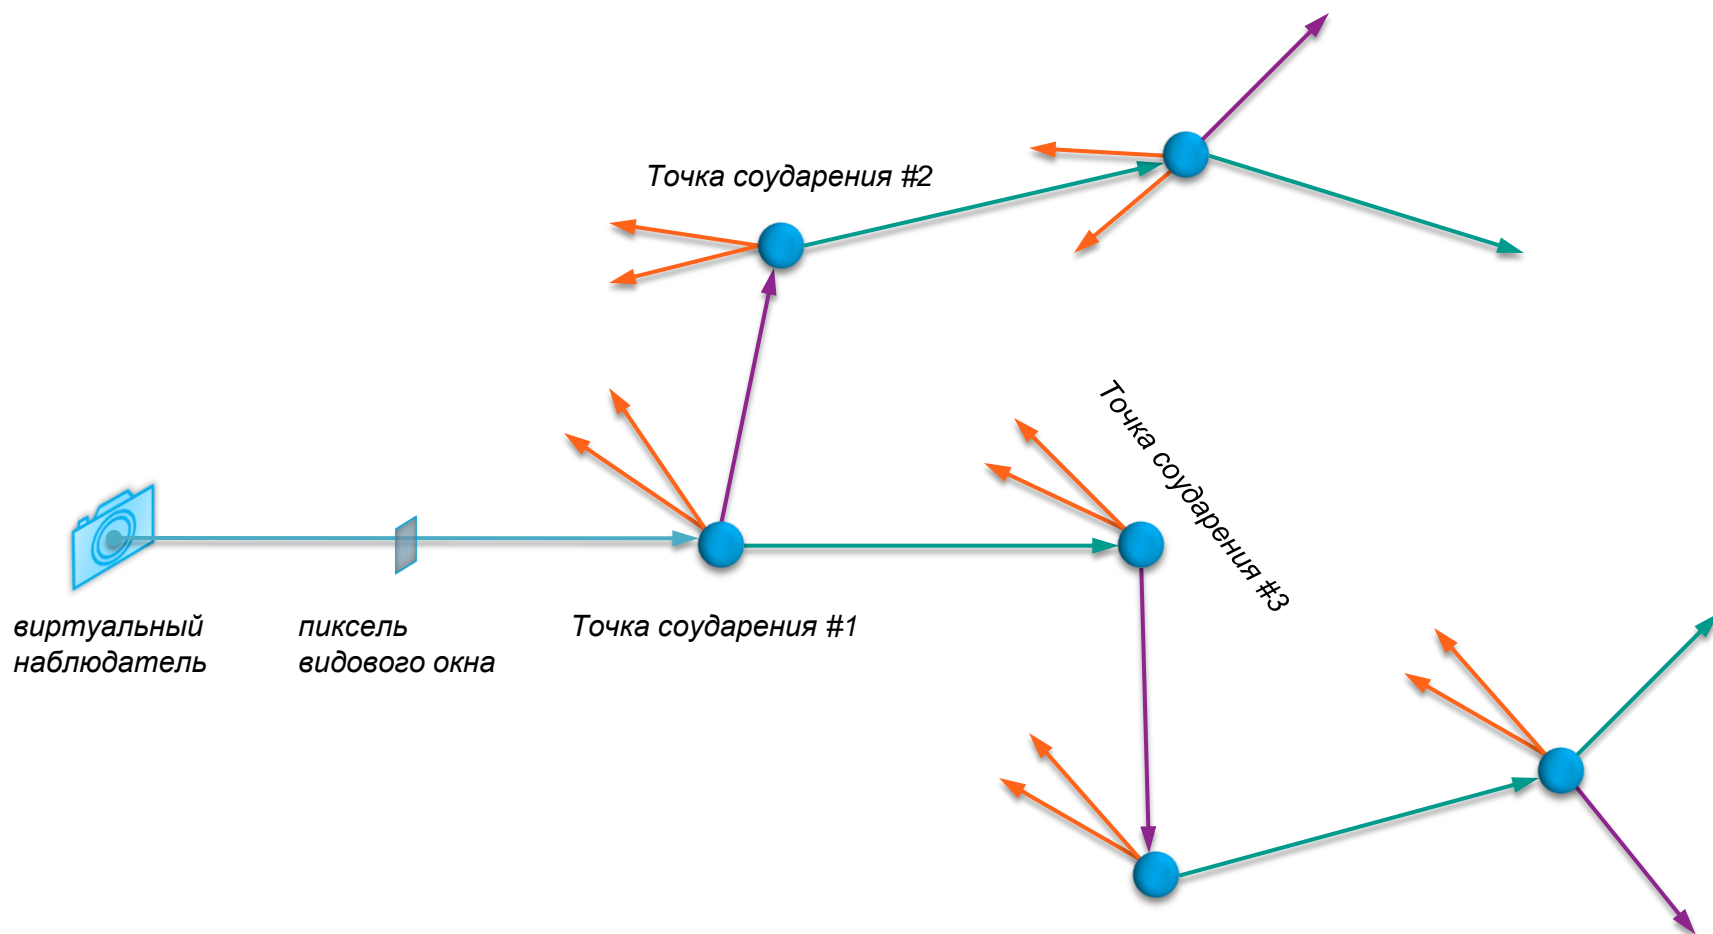 Точка соударения #2
Точка соударения #3
виртуальный
наблюдатель
пиксель
видового окна
Точка соударения #1